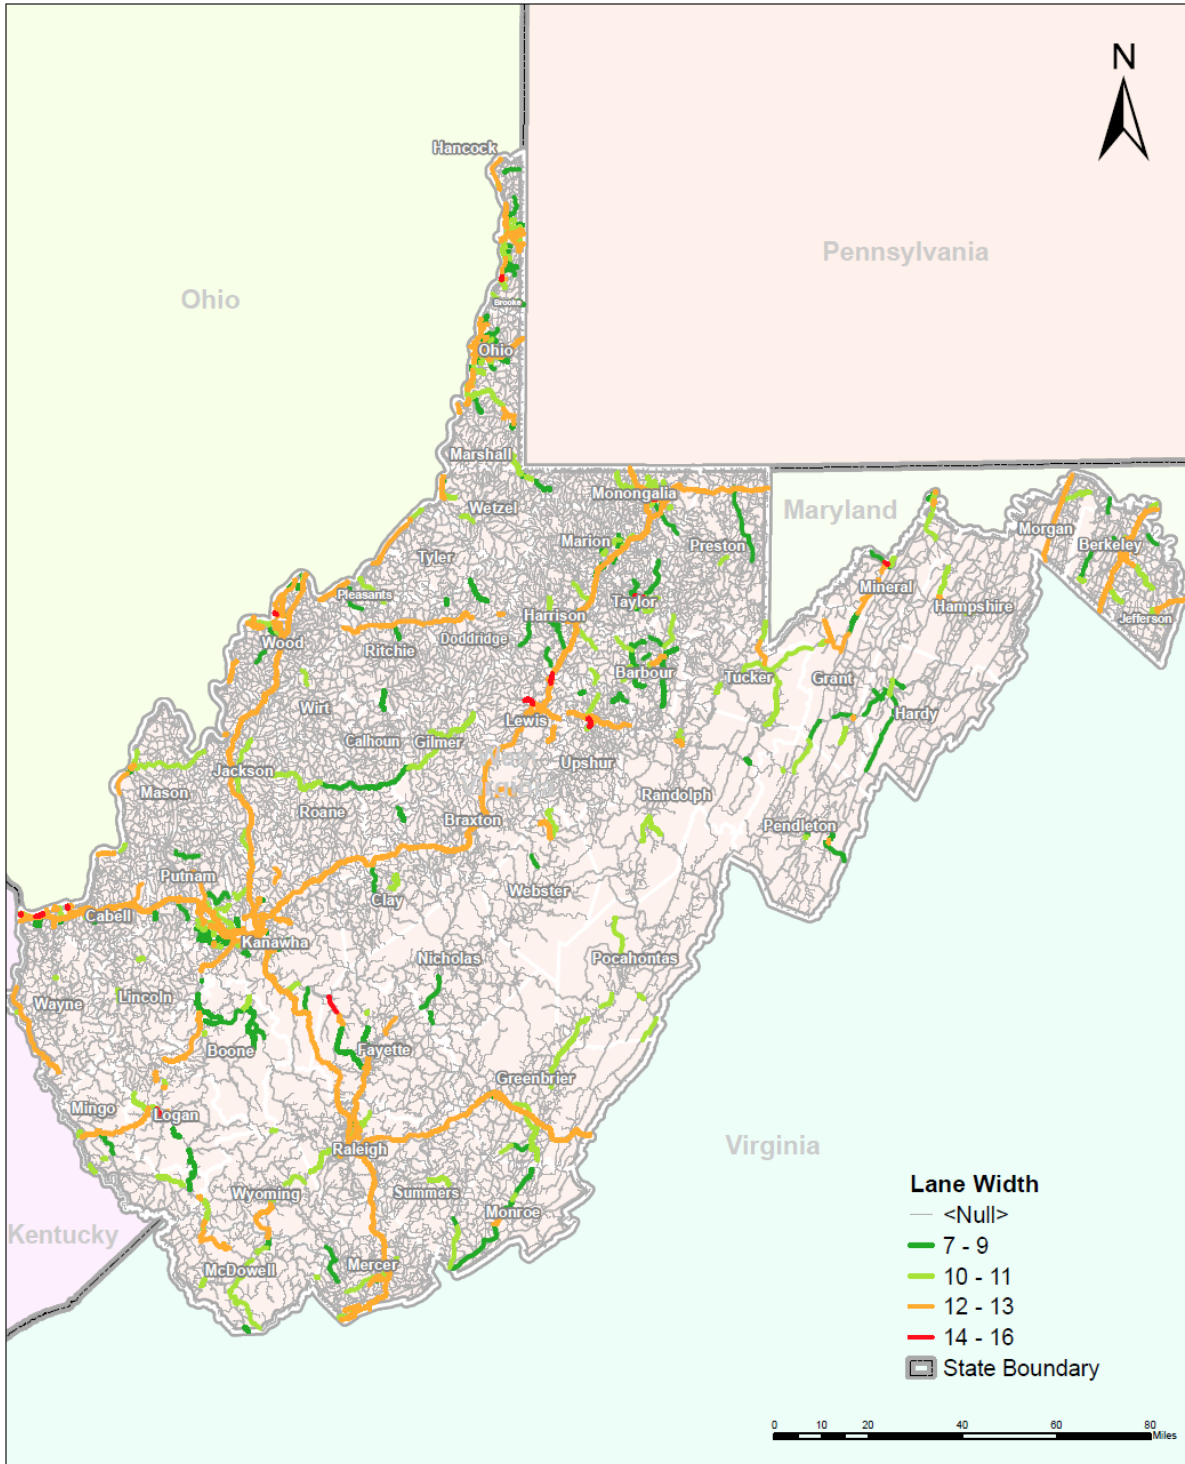 N
Hancock
Pennsylvania
Ohio
Brooke
Ohio
Marshall
Monongalia
Wetzel
Maryland
Morgan
Marion
Preston
Berkeley
Tyler
Mineral
Pleasants
Taylor
Hampshire
Harrison
Jefferson
Wood
Doddridge
Ritchie
Barbour
Tucker
Grant
Wirt
Hardy
Lewis
Calhoun
Gilmer
Upshur
Jackson
Mason
Randolph
Roane
Braxton
Pendleton
Putnam
Webster
Clay
Cabell
Kanawha
Nicholas
Pocahontas
Wayne
Lincoln
Boone
Fayette
Greenbrier
Mingo
Logan
Raleigh
Virginia
Wyoming
Summers
Monroe
Kentucky
McDowell
Mercer
Lane Width
<Null>
7 - 9
10 - 11
12 - 13
14 - 16
State Boundary
0 10 20 40 60 80
Miles